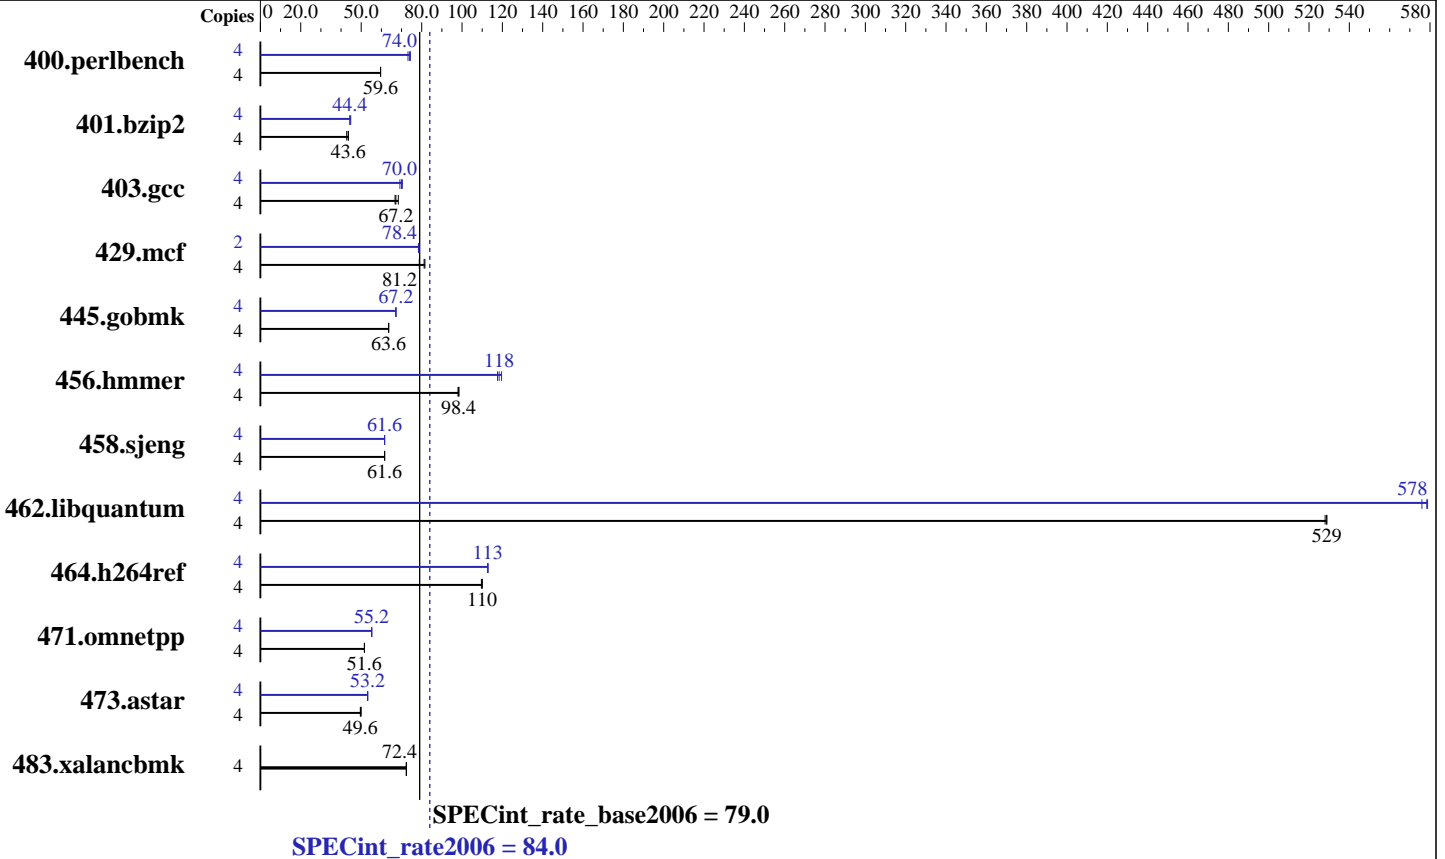 Copies 0 20.0 50.0 80.0 100 120 140 160 180 200 220 240 260 280 300 320 340 360 380 400 420 440 460 480 500 520 540 580
400.perlbench 4 74.0
4 59.6
401.bzip2 4 44.4
4 43.6
403.gcc 4 70.0
4 67.2
429.mcf 2 78.4
4 81.2
445.gobmk 4 67.2
4 63.6
456.hmmer 4 118
4 98.4
458.sjeng 4 61.6
4 61.6
462.libquantum 4 578
4 529
464.h264ref 4 113
4 110
471.omnetpp 4 55.2
4 51.6
473.astar 4 53.2
4 49.6
483.xalancbmk 4 72.4
SPECint_rate_base2006 = 79.0
SPECint_rate2006 = 84.0